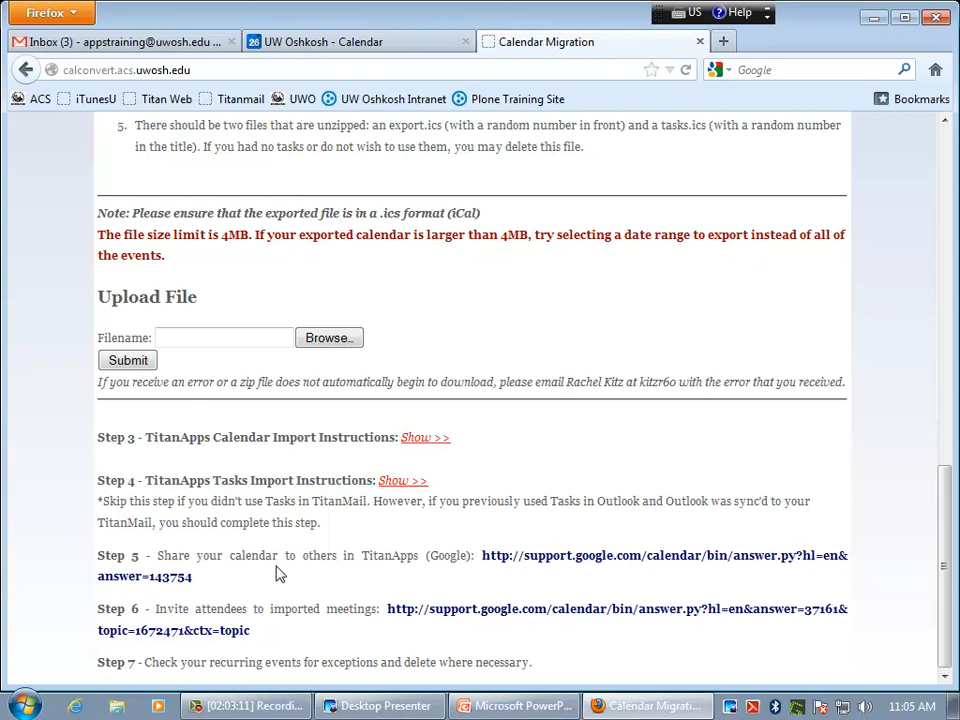 Firefox
US Help
Inbox (3) - appstraining@uwosh.edu ... ×
26 UW Oshkosh - Calendar ×
Calendar Migration ×
calconvert.acs.uwosh.edu
Google
ACS iTunesU Titan Web Titanmail UWO UW Oshkosh Intranet Plone Training Site Bookmarks
5. There should be two files that are unzipped: an export.ics (with a random number in front) and a tasks.ics (with a random number
in the title). If you had no tasks or do not wish to use them, you may delete this file.
Note: Please ensure that the exported file is in a .ics format (iCal)
The file size limit is 4MB. If your exported calendar is larger than 4MB, try selecting a date range to export instead of all of
the events.
Upload File
Filename: Browse...
Submit
If you receive an error or a zip file does not automatically begin to download, please email Rachel Kitz at kitzr60 with the error that you received.
Step 3 - TitanApps Calendar Import Instructions: Show >>
Step 4 - TitanApps Tasks Import Instructions: Show >>
*Skip this step if you didn't use Tasks in TitanMail. However, if you previously used Tasks in Outlook and Outlook was sync'd to your
TitanMail, you should complete this step.
Step 5 - Share your calendar to others in TitanApps (Google): http://support.google.com/calendar/bin/answer.py?hl=en&
answer=143754
Step 6 - Invite attendees to imported meetings: http://support.google.com/calendar/bin/answer.py?hl=en&answer=37161&
topic=1672471&ctx=topic
Step 7 - Check your recurring events for exceptions and delete where necessary.
[02:03:11] Recordi...
Desktop Presenter
Microsoft PowerP...
Calendar Migratio...
11:05 AM